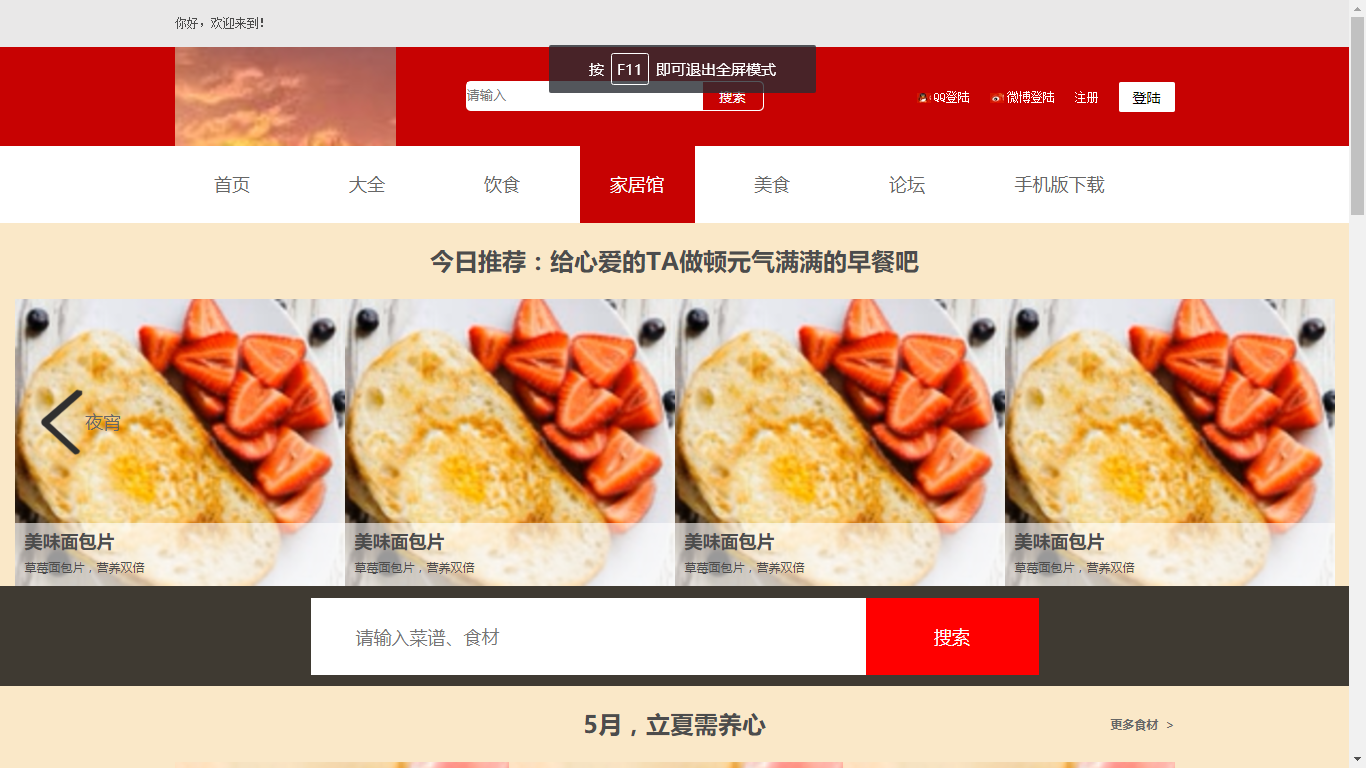 你好，欢迎来到！
按 F11 即可退出全屏模式
请输入 搜索 QQ登陆 微博登陆 注册 登陆
首页 大全 饮食 家居馆 美食 论坛 手机版下载
今日推荐：给心爱的TA做顿元气满满的早餐吧
夜宵
美味面包片 美味面包片 美味面包片 美味面包片
草莓面包片，营养双倍 草莓面包片，营养双倍 草莓面包片，营养双倍 草莓面包片，营养双倍
请输入菜谱、食材 搜索
5月，立夏需养心 更多食材 >